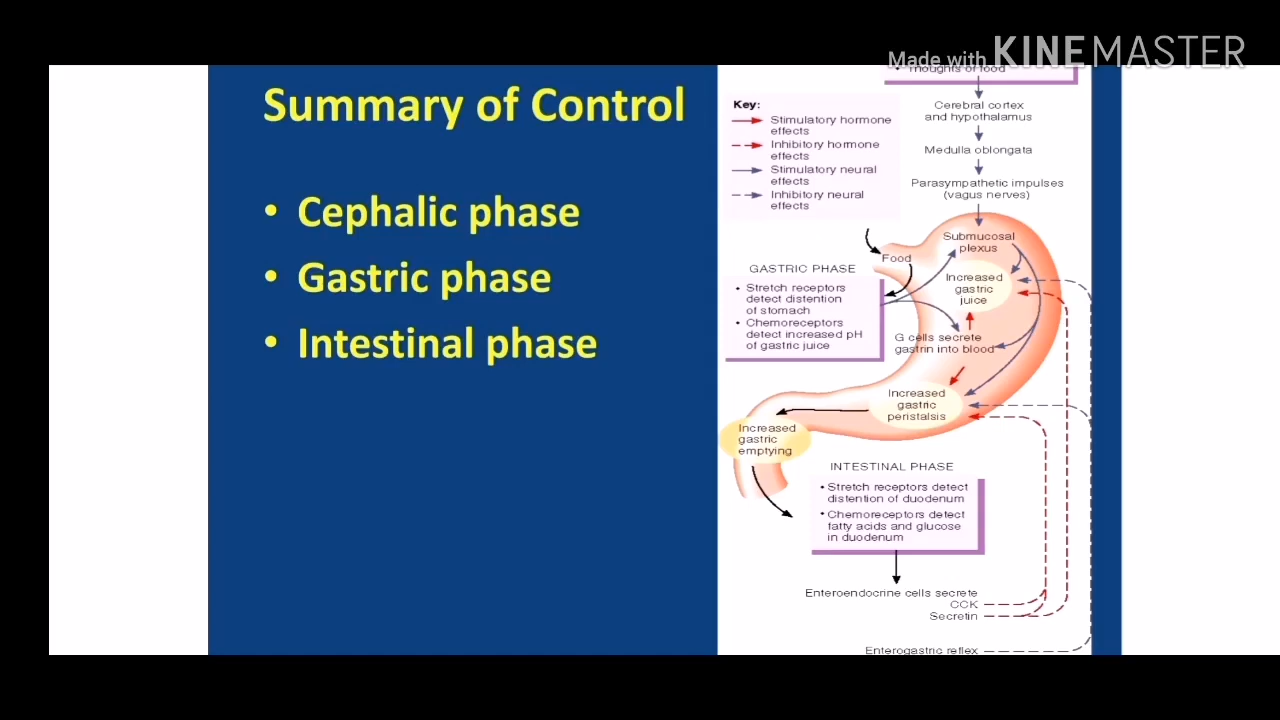 Made with KINEMASTER
Summary of Control
• Cephalic phase
• Gastric phase
• Intestinal phase
• Thoughts of food
Cerebral cortex
and hypothalamus
Medulla oblongata
Parasympathetic impulses
(vagus nerves)
Key:
Stimulatory hormone
effects
Inhibitory hormone
effects
Stimulatory neural
effects
Inhibitory neural
effects
Submucosal
plexus
Food
Increased
gastric
juice
GASTRIC PHASE
• Stretch receptors
detect distention
of stomach
• Chemoreceptors
detect increased pH
of gastric juice
G cells secrete
gastrin into blood
Increased
gastric
peristalsis
Increased
gastric
emptying
INTESTINAL PHASE
• Stretch receptors detect
distention of duodenum
• Chemoreceptors detect
fatty acids and glucose
in duodenum
Enteroendocrine cells secrete
CCK
Secretin
Enterogastric reflex